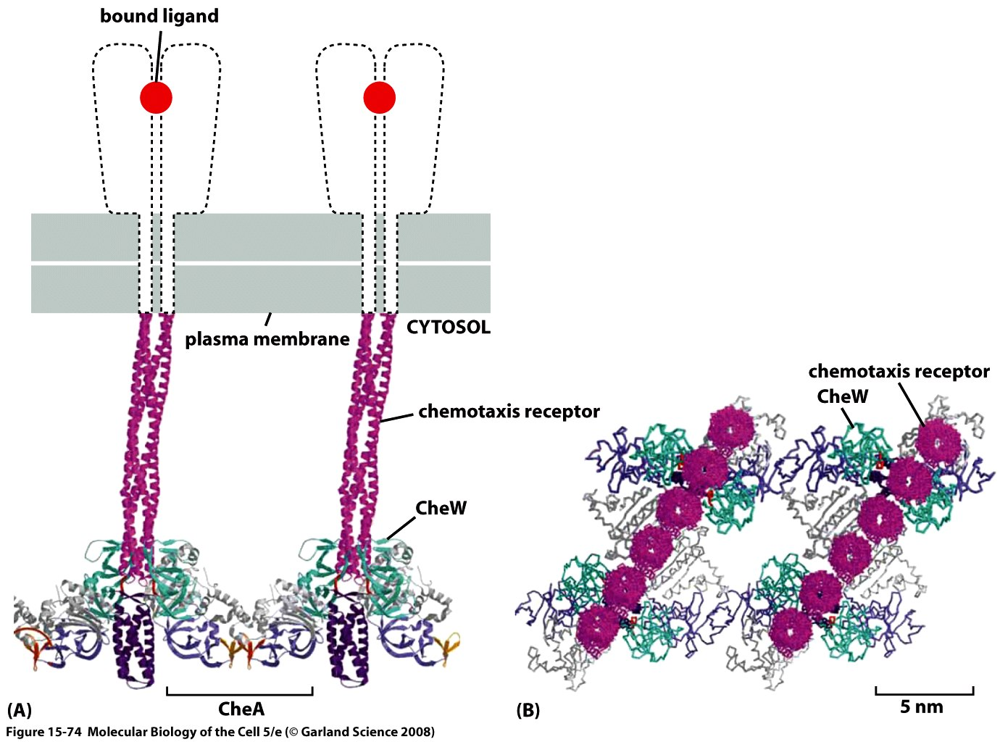 bound ligand
CYTOSOL
plasma membrane
chemotaxis receptor
CheW
CheA
(A)
chemotaxis receptor
CheW
(B)
5 nm
Figure 15-74 Molecular Biology of the Cell 5/e (© Garland Science 2008)